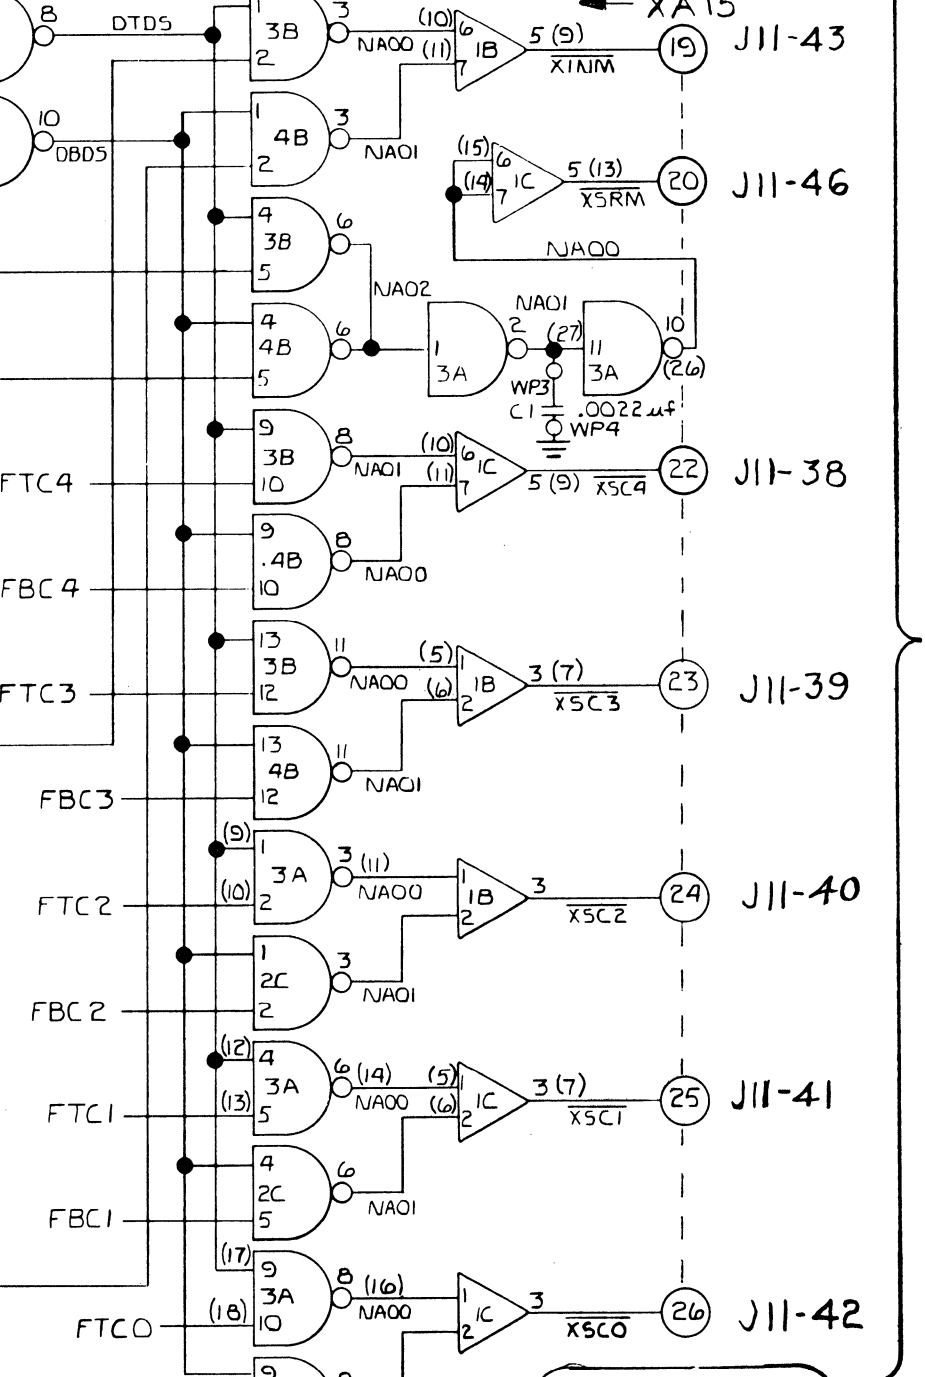 XA15
8 DTDS 1 3B 2 3 NA00 (10) (11) 6 7 1B 5 (9) XINM 19 J11-43
10 DBDS 1 4B 2 3 NA01
(15) (14) 6 7 1C 5 (13) XSRM 20 J11-46
4 3B 5 6 NA02
NA00
4 4B 5 6 1 3A 2 NA01 (27) 11 3A 10 (26)
WP3
C1 .0022uf
WP4
FTC4 9 3B 10 8 NA01 (10) (11) 6 7 1C 5 (9) XSC4 22 J11-38
FBC4 9 .4B 10 8 NA00
FTC3 13 3B 12 11 NA00 (5) (6) 1 2 1B 3 (7) XSC3 23 J11-39
FBC3 13 4B 12 11 NA01
FTC2 (9) (10) 1 3A 2 3 (11) NA00 1 2 1B 3 XSC2 24 J11-40
FBC2 1 2C 2 3 NA01
FTC1 (12) (13) 4 3A 5 6 (14) NA00 (5) (6) 1 2 1C 3 (7) XSC1 25 J11-41
FBC1 4 2C 5 6 NA01
FTC0 (17) (18) 9 3A 10 8 (16) NA00 1 2 1C 3 XSC0 26 J11-42
9 8